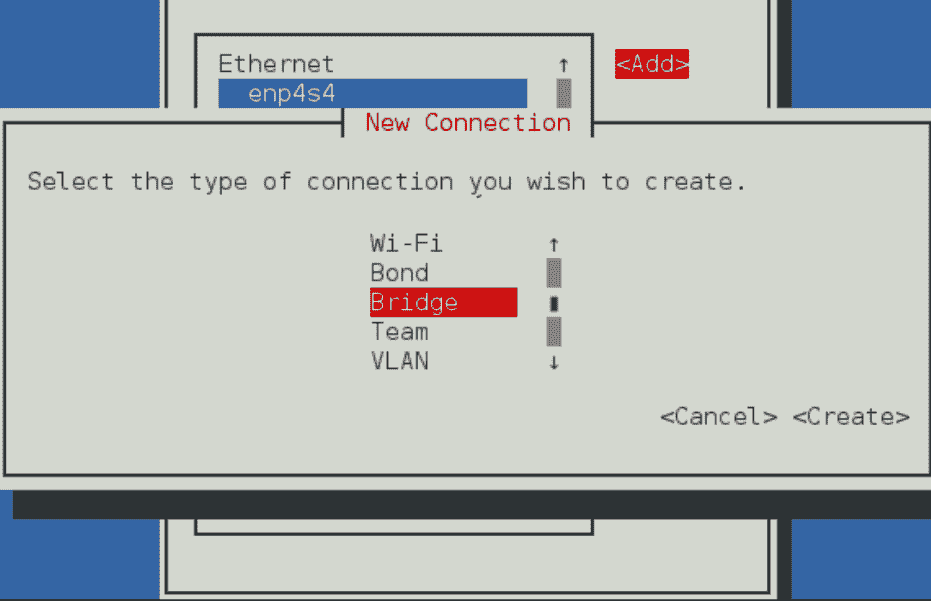 Ethernet ↑ <Add>
enp4s4
New Connection
Select the type of connection you wish to create.
Wi-Fi ↑
Bond
Bridge
Team
VLAN ↓
<Cancel> <Create>